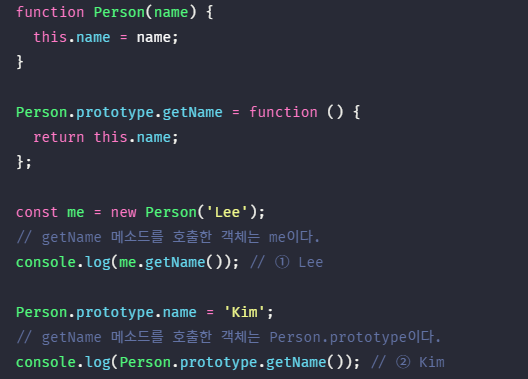 function Person(name) {
  this.name = name;
}

Person.prototype.getName = function () {
  return this.name;
};

const me = new Person('Lee');
// getName 메소드를 호출한 객체는 me이다.
console.log(me.getName()); // ① Lee

Person.prototype.name = 'Kim';
// getName 메소드를 호출한 객체는 Person.prototype이다.
console.log(Person.prototype.getName()); // ② Kim